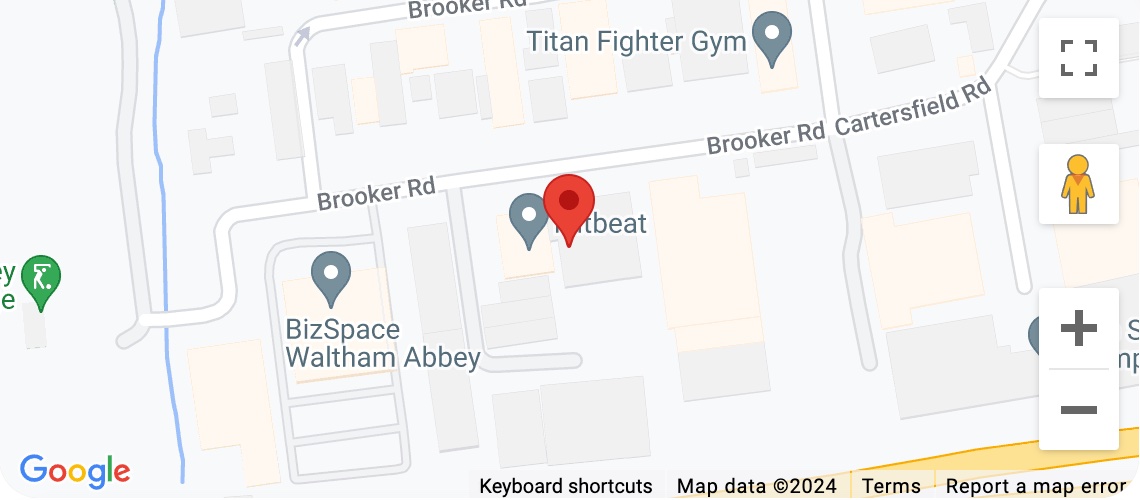 Brooker Rd
Titan Fighter Gym
Brooker Rd
Cartersfield Rd
Brooker Rd
BizSpace
Waltham Abbey
Google
Keyboard shortcuts
Map data ©2024
Terms
Report a map error